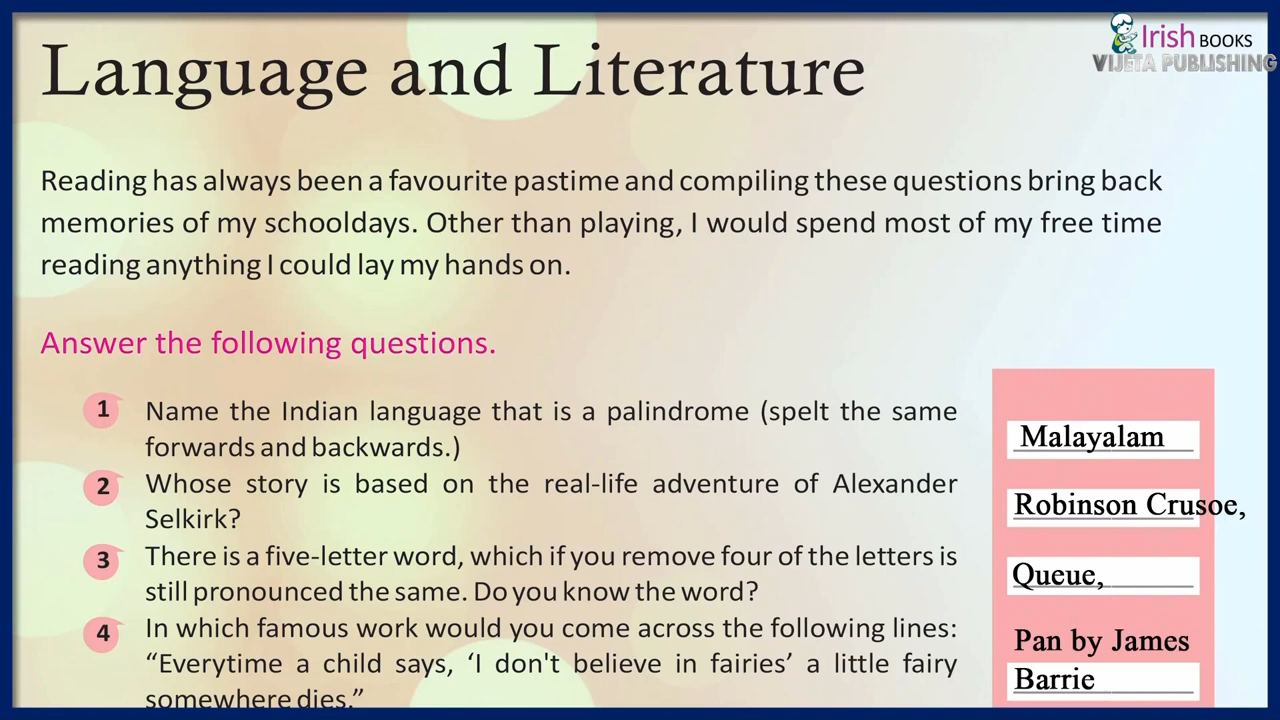 Language and Literature
Irish BOOKS
VIJETA PUBLISHING
Reading has always been a favourite pastime and compiling these questions bring back
memories of my schooldays. Other than playing, I would spend most of my free time
reading anything I could lay my hands on.
Answer the following questions.
1 Name the Indian language that is a palindrome (spelt the same
forwards and backwards.)
Malayalam
2 Whose story is based on the real-life adventure of Alexander
Selkirk?
Robinson Crusoe,
3 There is a five-letter word, which if you remove four of the letters is
still pronounced the same. Do you know the word?
Queue,
4 In which famous work would you come across the following lines:
“Everytime a child says, ‘I don't believe in fairies’ a little fairy
somewhere dies.”
Pan by James
Barrie